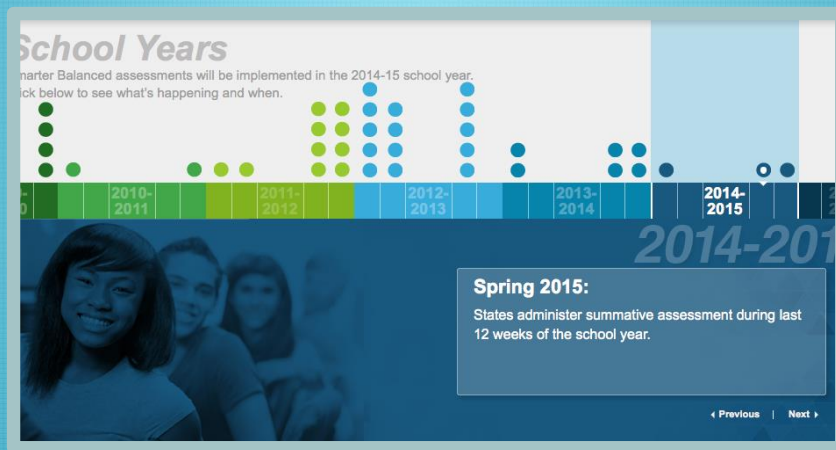 School Years
marter Balanced assessments will be implemented in the 2014-15 school year.
ick below to see what's happening and when.
2010-
2011
2011-
2012
2012-
2013
2013-
2014
2014-
2015
2014-201
Spring 2015:
States administer summative assessment during last
12 weeks of the school year.
Previous | Next